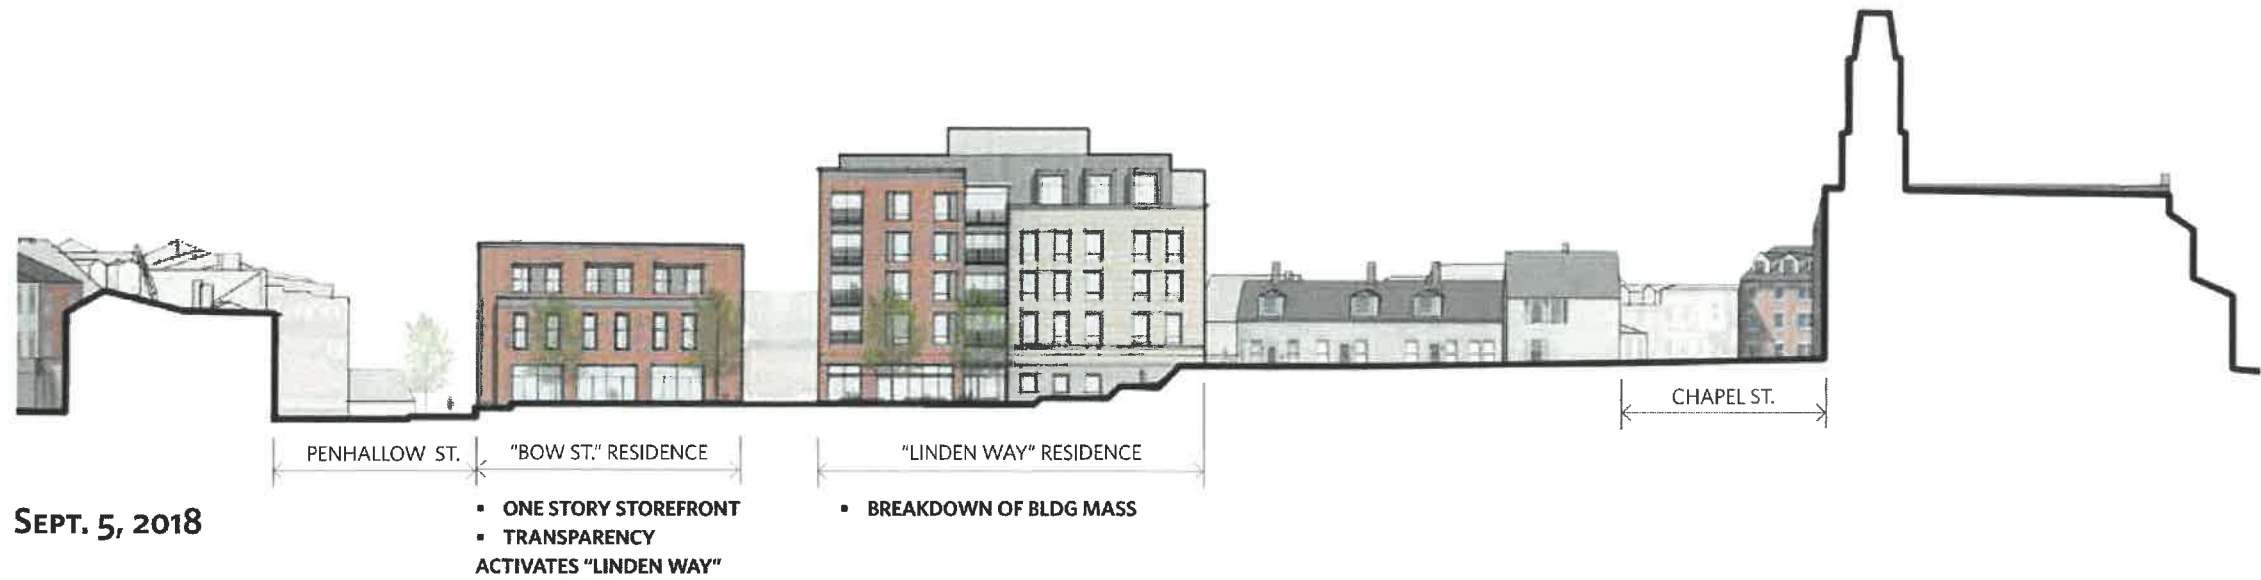 CHAPEL ST.
PENHALLOW ST.
"BOW ST." RESIDENCE
"LINDEN WAY" RESIDENCE
▪ ONE STORY STOREFRONT
▪ TRANSPARENCY
ACTIVATES "LINDEN WAY"
▪ BREAKDOWN OF BLDG MASS
SEPT. 5, 2018